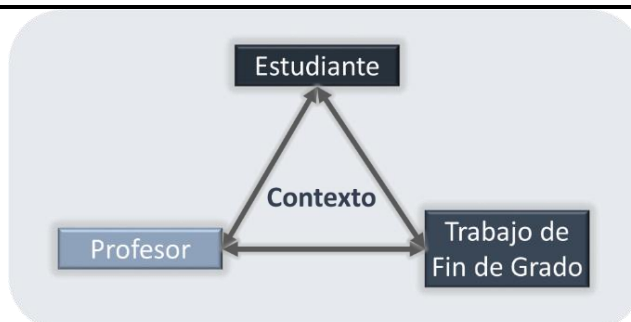 Estudiante
Contexto
Profesor
Trabajo de
Fin de Grado